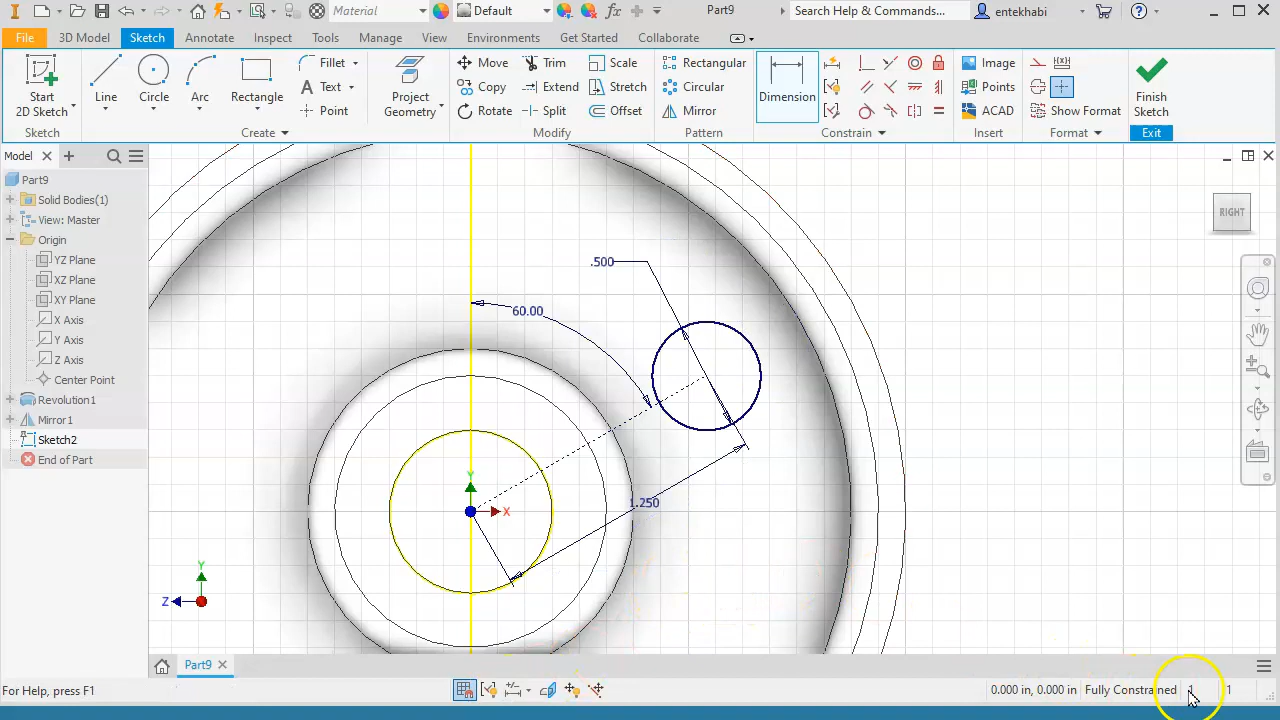 Material
Default
Part9
Search Help & Commands...
entekhabi
File
3D Model
Sketch
Annotate
Inspect
Tools
Manage
View
Environments
Get Started
Collaborate
Start
2D Sketch
Line
Circle
Arc
Rectangle
Fillet
Text
Point
Project
Geometry
Move
Copy
Rotate
Trim
Extend
Split
Scale
Stretch
Offset
Rectangular
Circular
Mirror
Dimension
Image
Points
ACAD
Show Format
Finish
Sketch
Sketch
Create
Modify
Pattern
Constrain
Insert
Format
Exit
Model
Part9
Solid Bodies(1)
View: Master
Origin
YZ Plane
XZ Plane
XY Plane
X Axis
Y Axis
Z Axis
Center Point
Revolution1
Mirror1
Sketch2
End of Part
RIGHT
.500
60.00
1.250
Y
X
Y
Z
Part9
For Help, press F1
0.000 in, 0.000 in
Fully Constrained
1